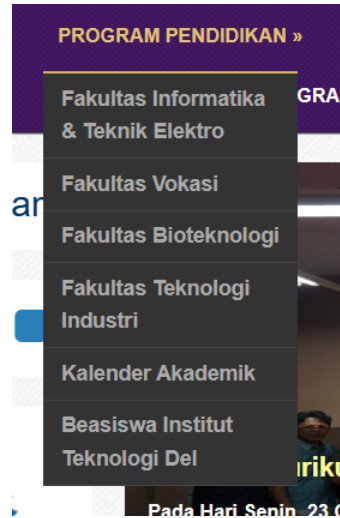 PROGRAM PENDIDIKAN »
Fakultas Informatika
& Teknik Elektro
Fakultas Vokasi
Fakultas Bioteknologi
Fakultas Teknologi
Industri
Kalender Akademik
Beasiswa Institut
Teknologi Del
Pada Hari Senin, 23